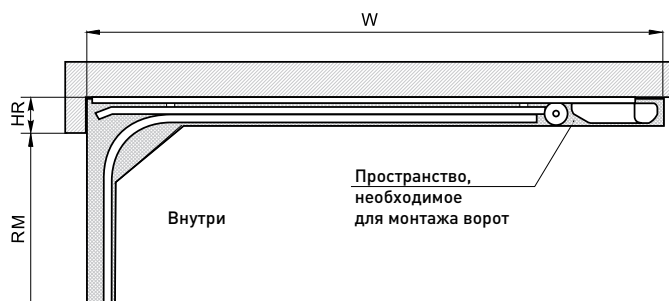 W
HR
RM
Пространство,
необходимое
для монтажа ворот
Внутри